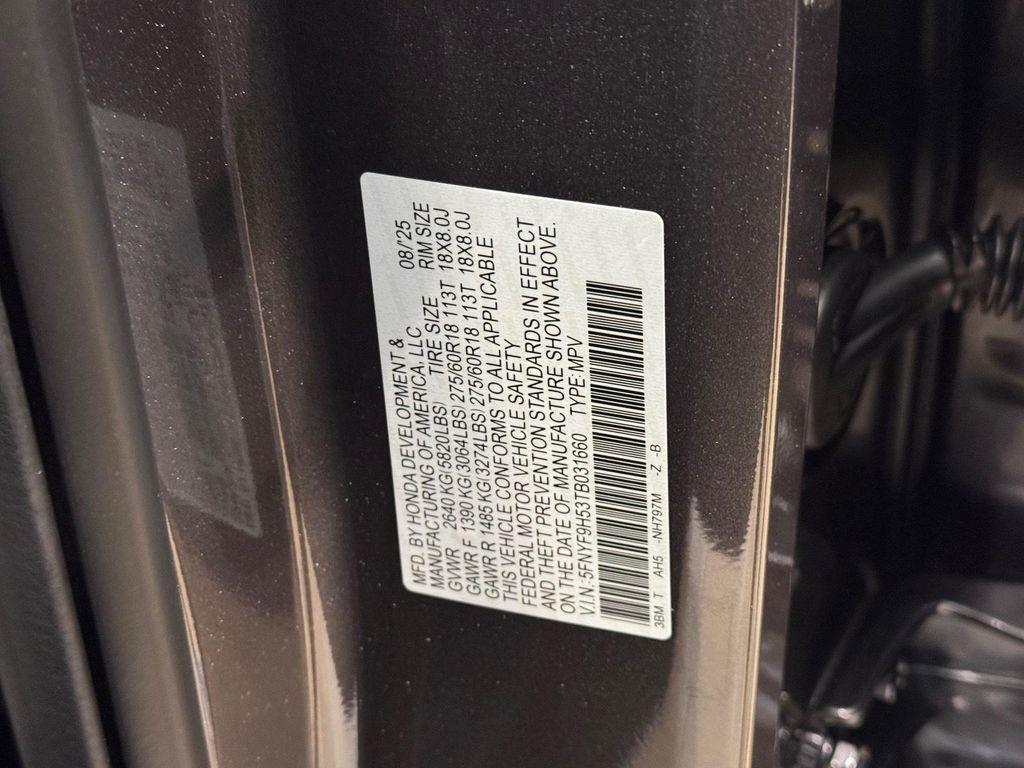 MFD. BY HONDA DEVELOPMENT & 08/'25
MANUFACTURING OF AMERICA, LLC
GVWR 2640 KG(5820LBS) TIRE SIZE RIM SIZE
GAWR F 1390 KG(3064LBS) 275/60R18 113T 18X8.0J
GAWR R 1485 KG(3274LBS) 275/60R18 113T 18X8.0J
THIS VEHICLE CONFORMS TO ALL APPLICABLE
FEDERAL MOTOR VEHICLE SAFETY
AND THEFT PREVENTION STANDARDS IN EFFECT
ON THE DATE OF MANUFACTURE SHOWN ABOVE.
V.I.N.:5FNYF9H53TB031660 TYPE:MPV
3BM T AH5 -NH797M -Z -B